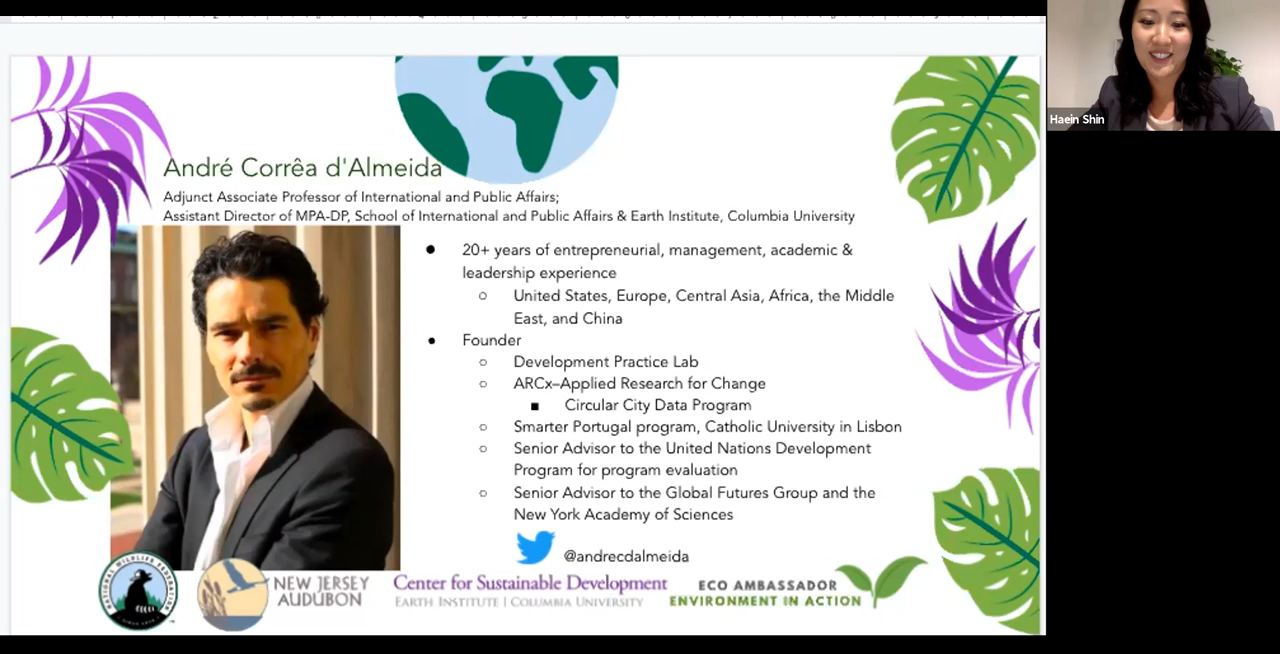 André Corrêa d'Almeida
Adjunct Associate Professor of International and Public Affairs;
Assistant Director of MPA-DP, School of International and Public Affairs & Earth Institute, Columbia University
● 20+ years of entrepreneurial, management, academic &
leadership experience
○ United States, Europe, Central Asia, Africa, the Middle
East, and China
● Founder
○ Development Practice Lab
○ ARCx–Applied Research for Change
■ Circular City Data Program
○ Smarter Portugal program, Catholic University in Lisbon
○ Senior Advisor to the United Nations Development
Program for program evaluation
○ Senior Advisor to the Global Futures Group and the
New York Academy of Sciences
@andrecdalmeida
NATIONAL WILDLIFE FEDERATION
NEW JERSEY
AUDUBON
Center for Sustainable Development
EARTH INSTITUTE | COLUMBIA UNIVERSITY
ECO AMBASSADOR
ENVIRONMENT IN ACTION
Haein Shin